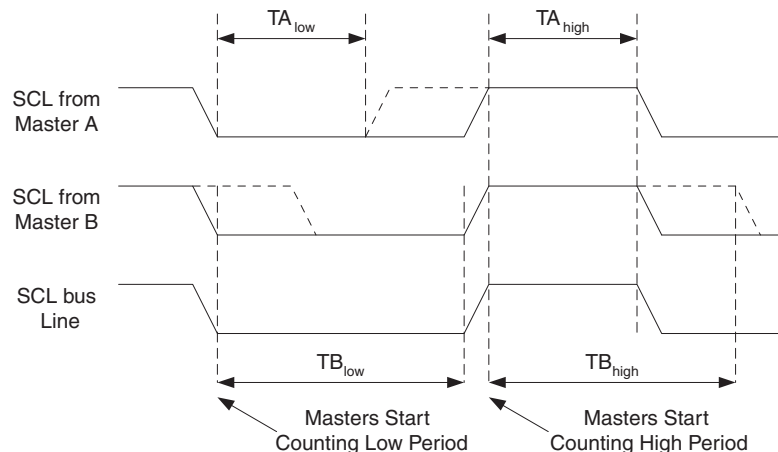 TA low
TA high
SCL from
Master A
SCL from
Master B
SCL bus
Line
TB low
TB high
Masters Start
Counting Low Period
Masters Start
Counting High Period